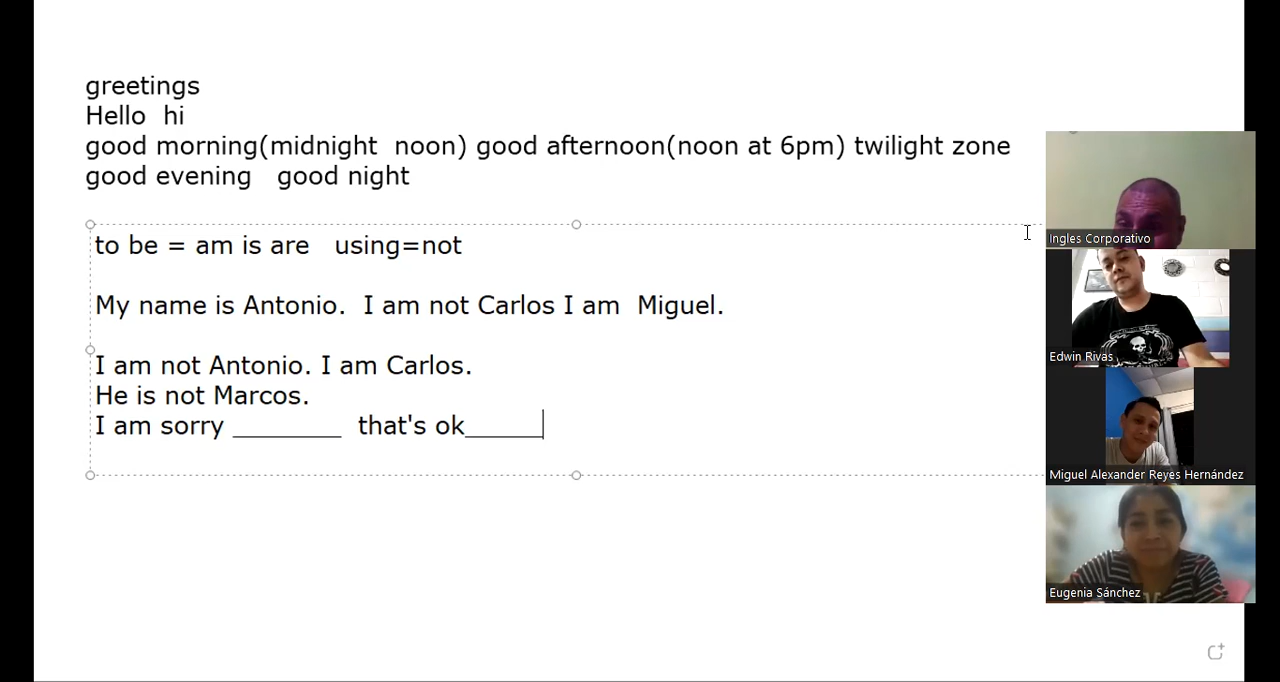 greetings
Hello  hi
good morning(midnight  noon) good afternoon(noon at 6pm) twilight zone
good evening   good night
to be = am is are   using=not
My name is Antonio.  I am not Carlos I am  Miguel.
I am not Antonio. I am Carlos.
He is not Marcos.
I am sorry ________  that's ok______
Ingles Corporativo
Edwin Rivas
Miguel Alexander Reyes Hernández
Eugenia Sánchez